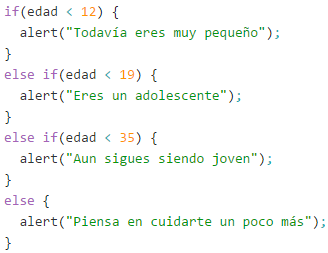 if(edad < 12) {
  alert("Todavía eres muy pequeño");
}
else if(edad < 19) {
  alert("Eres un adolescente");
}
else if(edad < 35) {
  alert("Aun sigues siendo joven");
}
else {
  alert("Piensa en cuidarte un poco más");
}